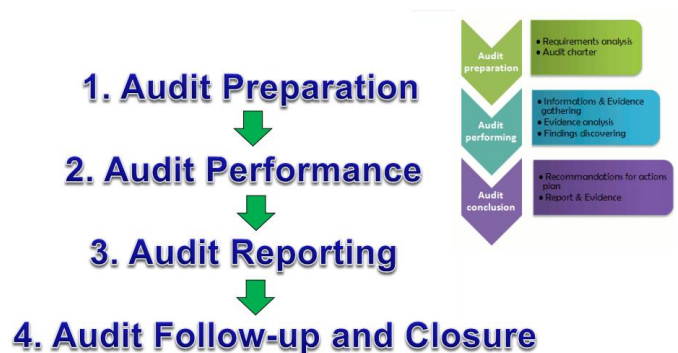 1. Audit Preparation
2. Audit Performance
3. Audit Reporting
4. Audit Follow-up and Closure
Audit
preparation
• Requirements analysis
• Audit charter
Audit
performing
• Informations & Evidence
gathering
• Evidence analysis
• Findings discovering
Audit
conclusion
• Recommandations for actions
plan
• Report & Evidence